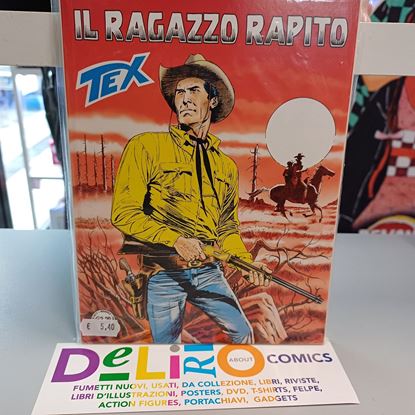 IL RAGAZZO RAPITO
TEX
€ 5,40
DeLiRiO
ABOUT COMICS
FUMETTI NUOVI, USATI, DA COLLEZIONE, LIBRI, RIVISTE,
LIBRI D'ILLUSTRAZIONI, POSTERS, DVD, T-SHIRTS, FELPE,
ACTION FIGURES, PORTACHIAVI, GADGETS